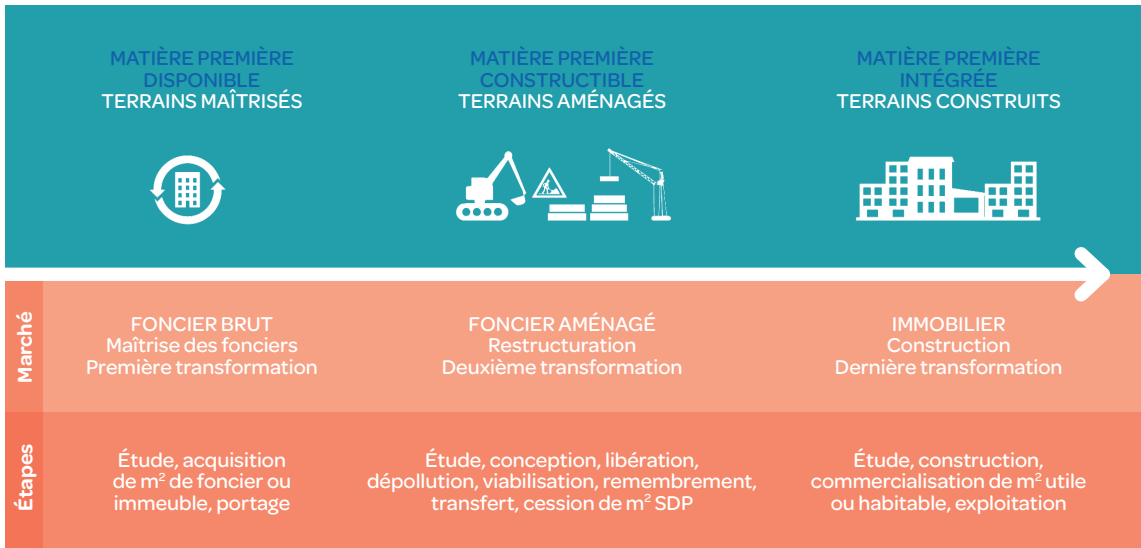 MATIÈRE PREMIÈRE
DISPONIBLE
TERRAINS MAÎTRISÉS
MATIÈRE PREMIÈRE
CONSTRUCTIBLE
TERRAINS AMÉNAGÉS
MATIÈRE PREMIÈRE
INTÉGRÉE
TERRAINS CONSTRUITS
Marché
FONCIER BRUT
Maîtrise des fonciers
Première transformation
FONCIER AMÉNAGÉ
Restructuration
Deuxième transformation
IMMOBILIER
Construction
Dernière transformation
Étapes
Étude, acquisition
de m² de foncier ou
immeuble, portage
Étude, conception, libération,
dépollution, viabilisation, remembrement,
transfert, cession de m² SDP
Étude, construction,
commercialisation de m² utile
ou habitable, exploitation